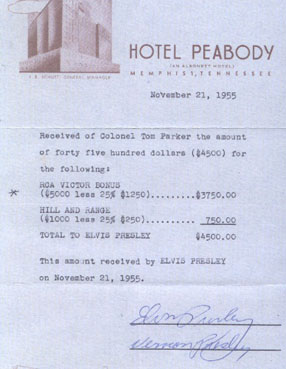 HOTEL PEABODY
(AN ALSONETT HOTEL)
MEMPHIS 1, TENNESSEE
GENERAL MANAGER
November 21, 1955
Received of Colonel Tom Parker the amount
of forty five hundred dollars ($4500) for
the following:
RCA VICTOR BONUS
* ($5000 less 25% $1250).........$3750.00
HILL AND RANGE
($1000 less 25% $250).......... 750.00
TOTAL TO ELVIS PRESLEY $4500.00
This amount received by ELVIS PRESLEY
on November 21, 1955.
Elvis Presley
Vernon Presley